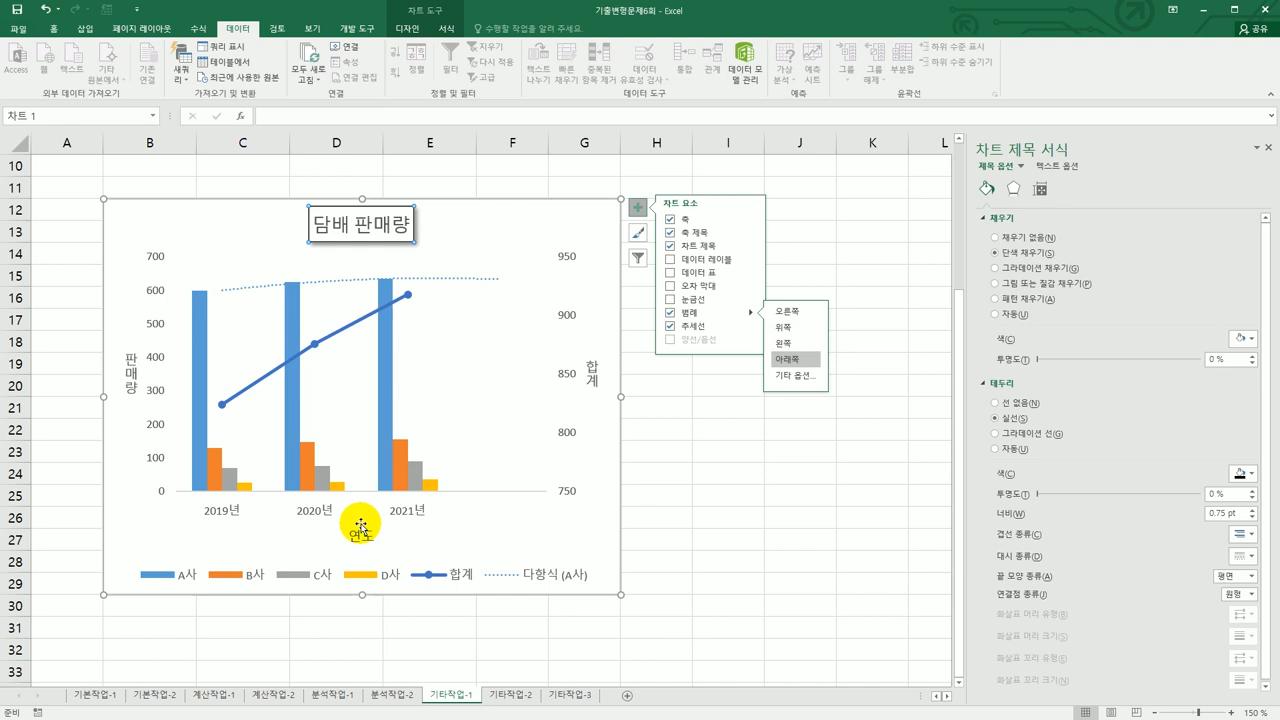 기출변형문제6회 - Excel
차트 도구
파일 홈 삽입 페이지 레이아웃 수식 데이터 검토 보기 개발 도구 디자인 서식 수행할 작업을 알려 주세요. 공유
Access 웹 텍스트 기타 원본에서 기존 연결
외부 데이터 가져오기
새 쿼리 쿼리 표시
테이블에서
최근에 사용한 원본
가져오기 및 변환
모두 새로 고침 연결
속성
연결 편집
연결
정렬 필터 지우기
다시 적용
고급
정렬 및 필터
텍스트 나누기 빠른 채우기 중복된 항목 제거 데이터 유효성 검사 통합 관계 데이터 모델 관리
데이터 도구
가상 분석 예측 시트
예측
그룹 그룹 해제 부분합 하위 수준 표시
하위 수준 숨기기
윤곽선
차트 1
fx
A B C D E F G H I J K L
10
11
12
13
14
15
16
17
18
19
20
21
22
23
24
25
26
27
28
29
30
31
32
33
담배 판매량
700
600
500
400
300
200
100
0
판매량
950
900
850
800
750
합계
2019년 2020년 2021년
연도
A사 B사 C사 D사 합계 다항식 (A사)
차트 요소
축
축 제목
차트 제목
데이터 레이블
데이터 표
오차 막대
눈금선
범례
추세선
양선/음선
오른쪽
위쪽
왼쪽
아래쪽
기타 옵션...
차트 제목 서식
제목 옵션 텍스트 옵션
채우기
채우기 없음(N)
단색 채우기(S)
그라데이션 채우기(G)
그림 또는 질감 채우기(P)
패턴 채우기(A)
자동(U)
색(C)
투명도(T) 0 %
테두리
선 없음(N)
실선(S)
그라데이션 선(G)
자동(U)
색(C)
투명도(T) 0 %
너비(W) 0.75 pt
겹선 종류(C)
대시 종류(D)
끝 모양 종류(A) 평면
연결점 종류(J) 원형
화살표 머리 유형(B)
화살표 머리 크기(S)
화살표 꼬리 유형(E)
화살표 꼬리 크기(N)
기본작업-1 기본작업-2 계산작업-1 계산작업-2 분석작업-1 분석작업-2 기타작업-1 기타작업-2 기타작업-3
준비
150 %